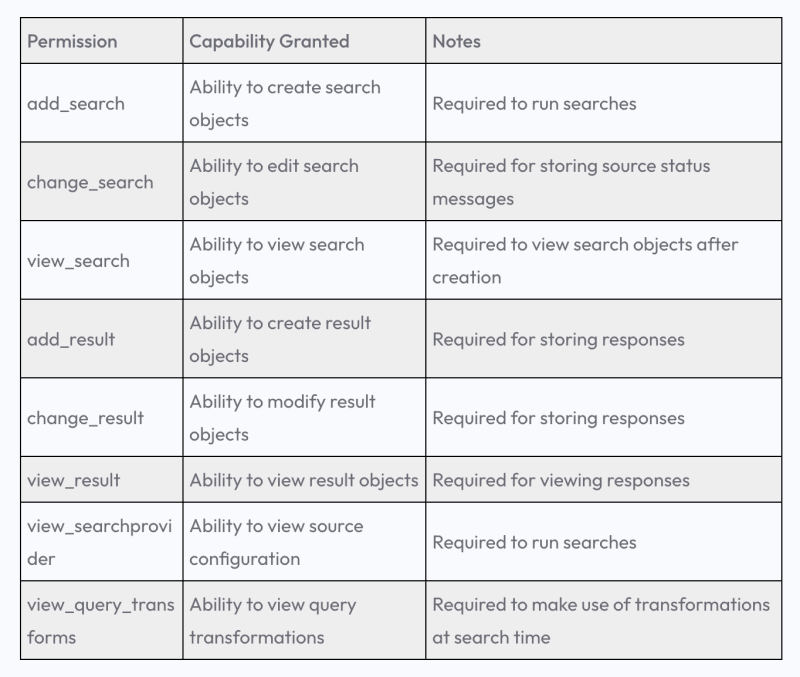 Permission Capability Granted Notes
add_search
Ability to create search
objects
Required to run searches
change_search
Ability to edit search
objects
Required for storing source status
messages
view_search
Ability to view search
objects
Required to view search objects after
creation
add_result
Ability to create result
objects
Required for storing responses
change_result
Ability to modify result
objects
Required for storing responses
view_result Ability to view result objects Required for viewing responses
view_searchprovi
der
Ability to view source
configuration
Required to run searches
view_query_trans
forms
Ability to view query
transformations
Required to make use of transformations
at search time